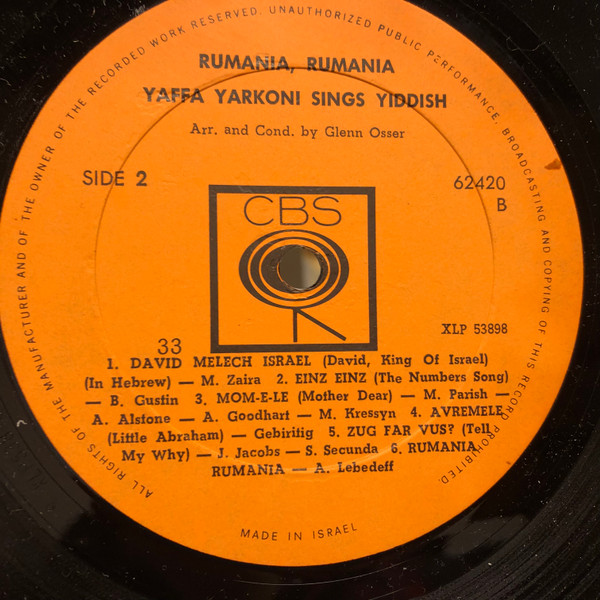 ALL RIGHTS OF THE MANUFACTURER AND OF THE OWNER OF THE RECORDED WORK RESERVED. UNAUTHORIZED PUBLIC PERFORMANCE, BROADCASTING AND COPYING OF THIS RECORD PROHIBITED.
RUMANIA, RUMANIA
YAFFA YARKONI SINGS YIDDISH
Arr. and Cond. by Glenn Osser
SIDE 2
62420
B
CBS
XLP 53898
33
1. DAVID MELECH ISRAEL (David, King Of Israel)
(In Hebrew) — M. Zaira 2. EINZ EINZ (The Numbers Song)
— B. Gustin 3. MOM-E-LE (Mother Dear) — M. Parish —
A. Alstone — A. Goodhart — M. Kressyn 4. AVREMELE
(Little Abraham) — Gebiritig 5. ZUG FAR VUS? (Tell
My Why) — J. Jacobs — S. Secunda 6. RUMANIA,
RUMANIA — A. Lebedeff
MADE IN ISRAEL